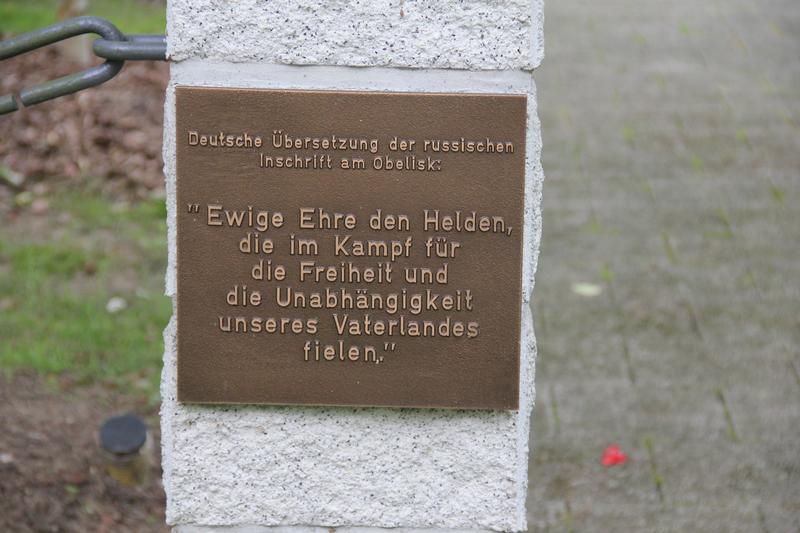 Deutsche Übersetzung der russischen
Inschrift am Obelisk:
"Ewige Ehre den Helden,
die im Kampf für
die Freiheit und
die Unabhängigkeit
unseres Vaterlandes
fielen."